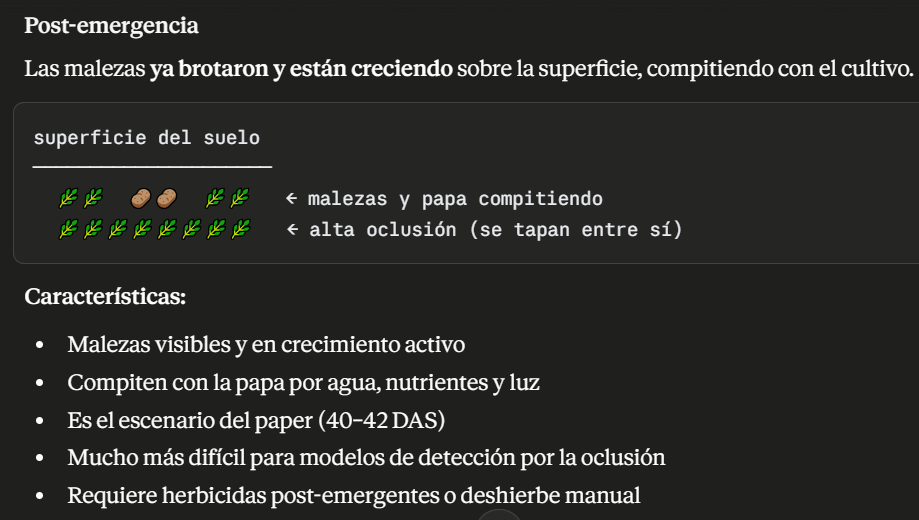 Post-emergencia
Las malezas ya brotaron y están creciendo sobre la superficie, compitiendo con el cultivo.
superficie del suelo
← malezas y papa compitiendo
← alta oclusión (se tapan entre sí)
Características:
• Malezas visibles y en crecimiento activo
• Compiten con la papa por agua, nutrientes y luz
• Es el escenario del paper (40–42 DAS)
• Mucho más difícil para modelos de detección por la oclusión
• Requiere herbicidas post-emergentes o deshierbe manual